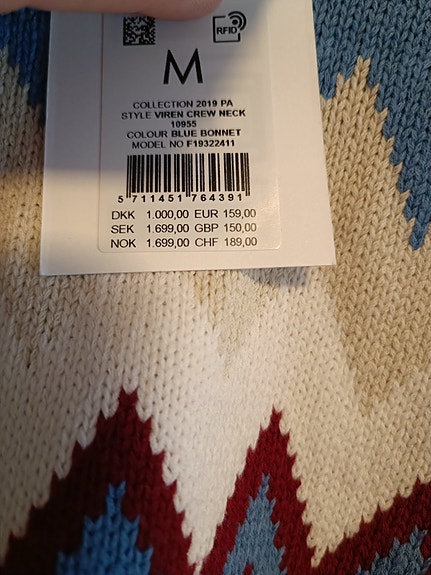 RFID
M
COLLECTION 2019 PA
STYLE VIREN CREW NECK
10955
COLOUR BLUE BONNET
MODEL NO F19322411
5 711451 764391
DKK 1.000,00 EUR 159,00
SEK 1.699,00 GBP 150,00
NOK 1.699,00 CHF 189,00